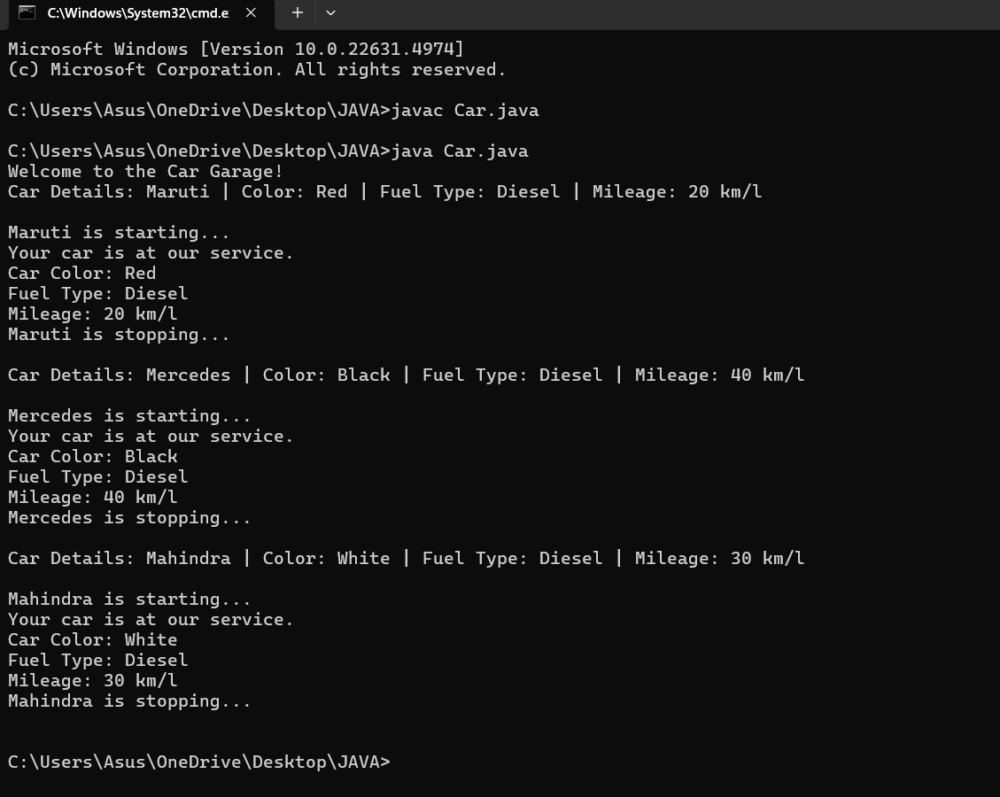 C:\Windows\System32\cmd.e
Microsoft Windows [Version 10.0.22631.4974]
(c) Microsoft Corporation. All rights reserved.
C:\Users\Asus\OneDrive\Desktop\JAVA>javac Car.java
C:\Users\Asus\OneDrive\Desktop\JAVA>java Car.java
Welcome to the Car Garage!
Car Details: Maruti | Color: Red | Fuel Type: Diesel | Mileage: 20 km/l
Maruti is starting...
Your car is at our service.
Car Color: Red
Fuel Type: Diesel
Mileage: 20 km/l
Maruti is stopping...
Car Details: Mercedes | Color: Black | Fuel Type: Diesel | Mileage: 40 km/l
Mercedes is starting...
Your car is at our service.
Car Color: Black
Fuel Type: Diesel
Mileage: 40 km/l
Mercedes is stopping...
Car Details: Mahindra | Color: White | Fuel Type: Diesel | Mileage: 30 km/l
Mahindra is starting...
Your car is at our service.
Car Color: White
Fuel Type: Diesel
Mileage: 30 km/l
Mahindra is stopping...
C:\Users\Asus\OneDrive\Desktop\JAVA>